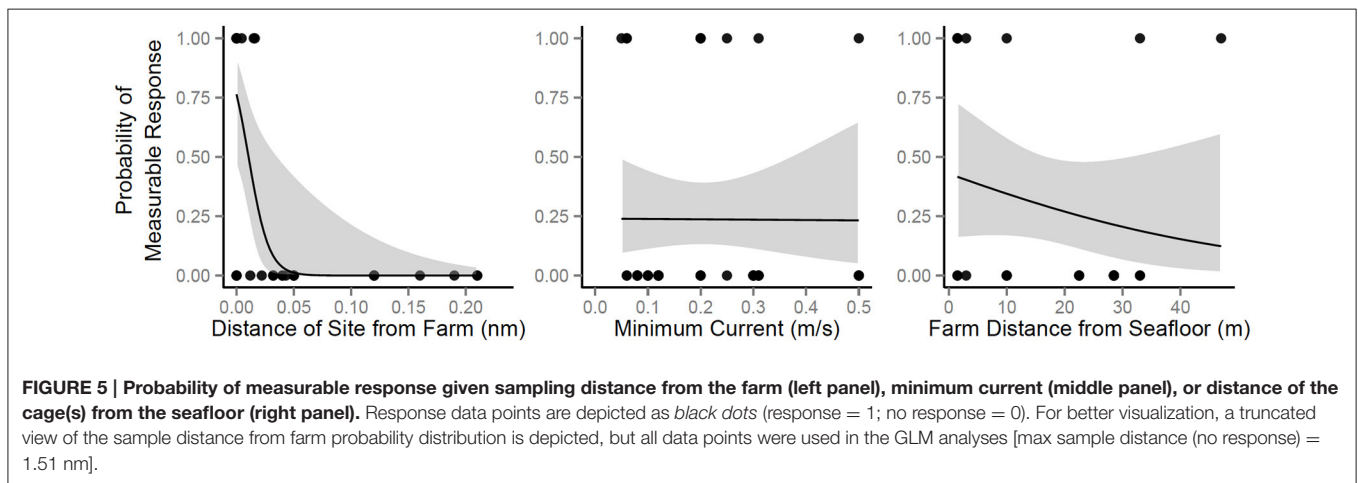 Probability of
Measurable Response
1.00
0.75
0.50
0.25
0.00
0.00 0.05 0.10 0.15 0.20
Distance of Site from Farm (nm)
1.00
0.75
0.50
0.25
0.00
0.0 0.1 0.2 0.3 0.4 0.5
Minimum Current (m/s)
1.00
0.75
0.50
0.25
0.00
0 10 20 30 40
Farm Distance from Seafloor (m)
FIGURE 5 | Probability of measurable response given sampling distance from the farm (left panel), minimum current (middle panel), or distance of the
cage(s) from the seafloor (right panel). Response data points are depicted as black dots (response = 1; no response = 0). For better visualization, a truncated
view of the sample distance from farm probability distribution is depicted, but all data points were used in the GLM analyses [max sample distance (no response) =
1.51 nm].